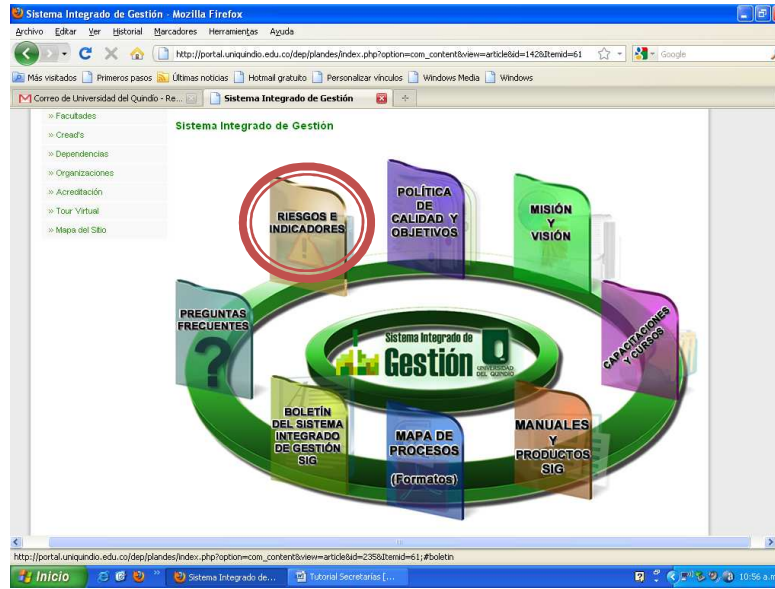 Sistema Integrado de Gestión - Mozilla Firefox
Archivo Editar Ver Historial Marcadores Herramientas Ayuda
http://portal.uniquindio.edu.co/dep/plandes/index.php?option=com_content&view=article&id=142&Itemid=61
Google
Más visitados Primeros pasos Últimas noticias Hotmail gratuito Personalizar vínculos Windows Media Windows
Correo de Universidad del Quindío - Re... Sistema Integrado de Gestión
» Facultades
» Cread's
» Dependencias
» Organizaciones
» Acreditación
» Tour Virtual
» Mapa del Sitio
Sistema Integrado de Gestión
RIESGOS E
INDICADORES
POLÍTICA
DE
CALIDAD Y
OBJETIVOS
MISIÓN
Y
VISIÓN
PREGUNTAS
FRECUENTES
?
CAPACITACIONES
Y CURSOS
Sistema Integrado de
Gestión
UNIVERSIDAD
DEL QUINDÍO
BOLETÍN
DEL SISTEMA
INTEGRADO
DE GESTIÓN
SIG
MAPA DE
PROCESOS
(Formatos)
MANUALES
Y
PRODUCTOS
SIG
http://portal.uniquindio.edu.co/dep/plandes/index.php?option=com_content&view=article&id=235&Itemid=61;#boletin
Inicio
Sistema Integrado de...
Tutorial Secretarias [...
10:56 a.m